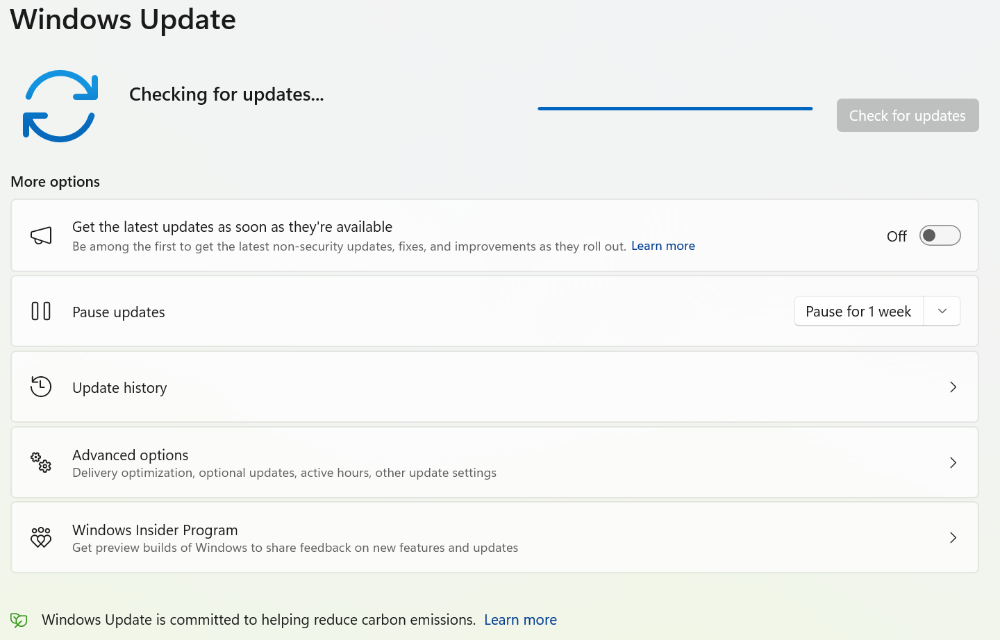 Windows Update
Checking for updates...
Check for updates
More options
Get the latest updates as soon as they're available
Be among the first to get the latest non-security updates, fixes, and improvements as they roll out. Learn more
Off
Pause updates
Pause for 1 week
Update history
Advanced options
Delivery optimization, optional updates, active hours, other update settings
Windows Insider Program
Get preview builds of Windows to share feedback on new features and updates
Windows Update is committed to helping reduce carbon emissions. Learn more